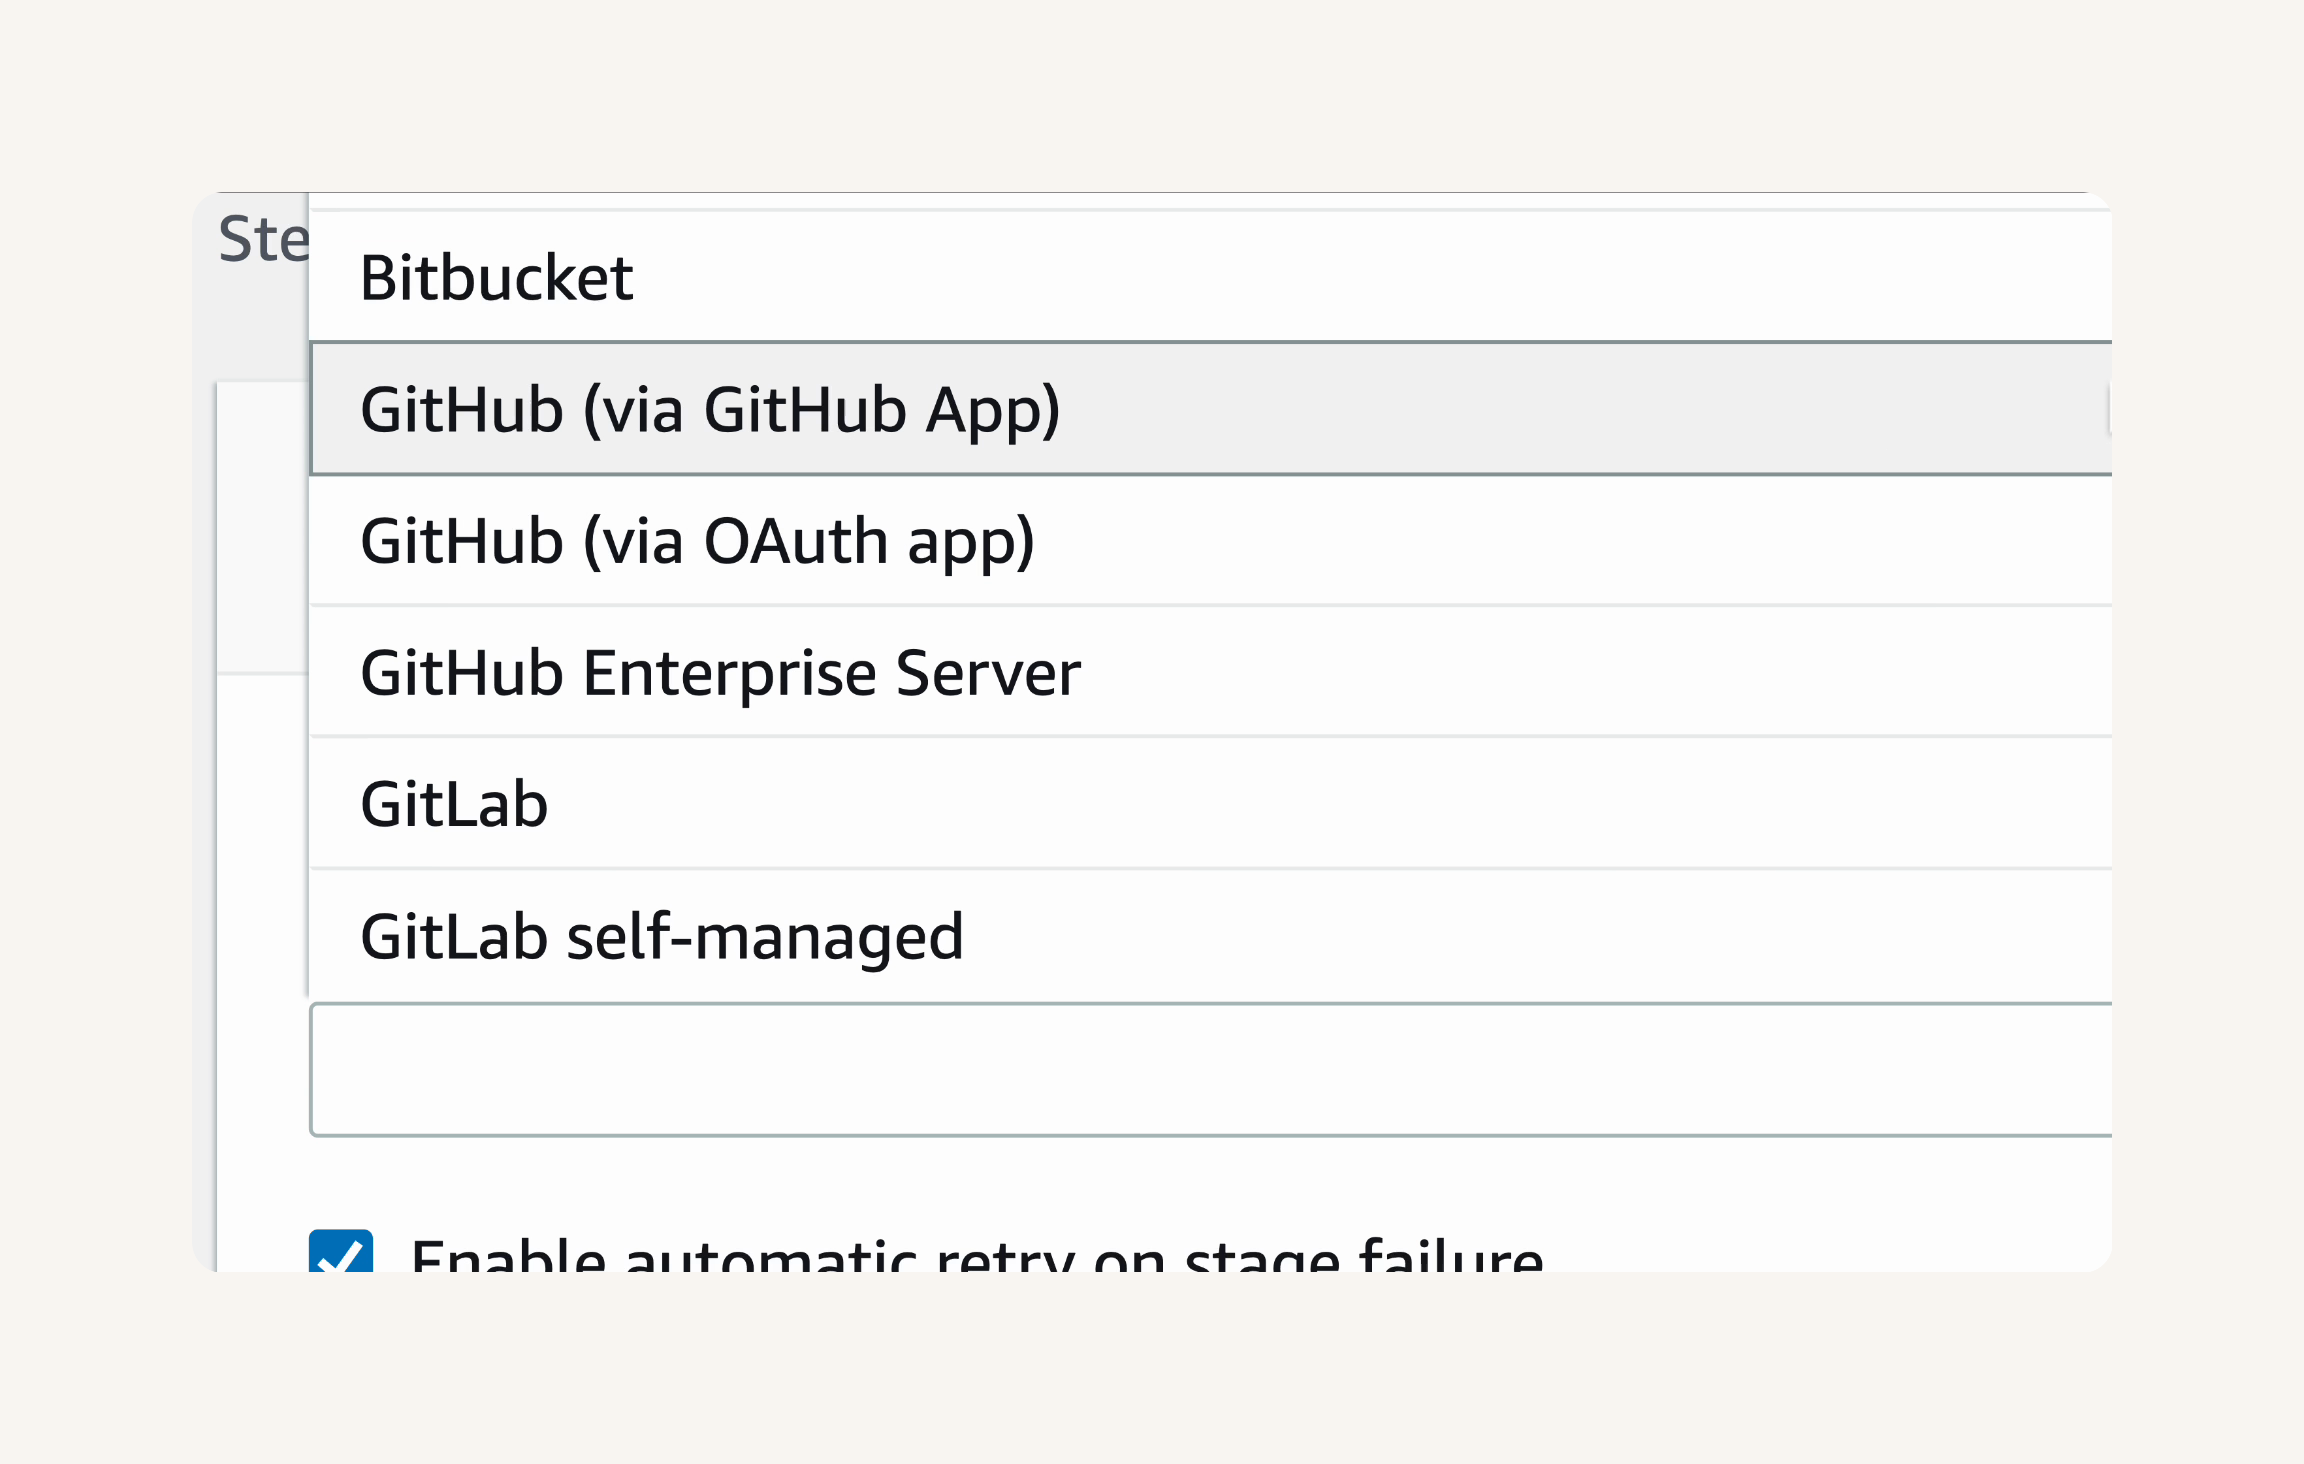 Ste
Bitbucket
GitHub (via GitHub App)
GitHub (via OAuth app)
GitHub Enterprise Server
GitLab
GitLab self-managed
Enable automatic retry on stage failure